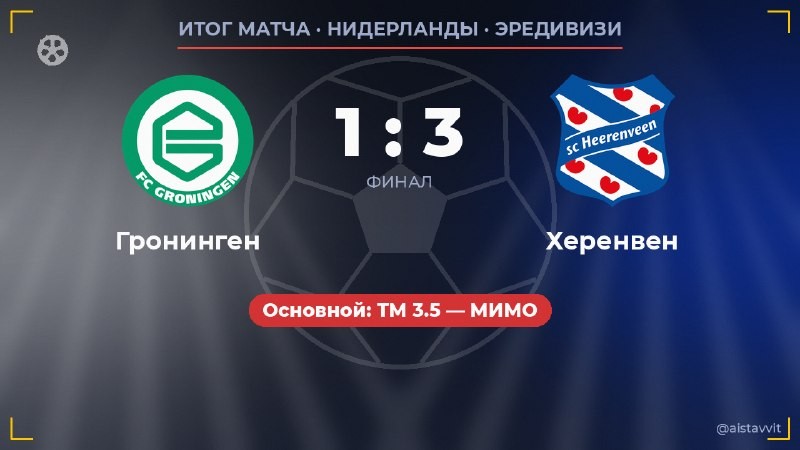 ИТОГ МАТЧА · НИДЕРЛАНДЫ · ЭРЕДИВИЗИ
1 : 3
ФИНАЛ
FC GRONINGEN
sc Heerenveen
Гронинген
Херенвен
Основной: ТМ 3.5 — МИМО
@aistavvit